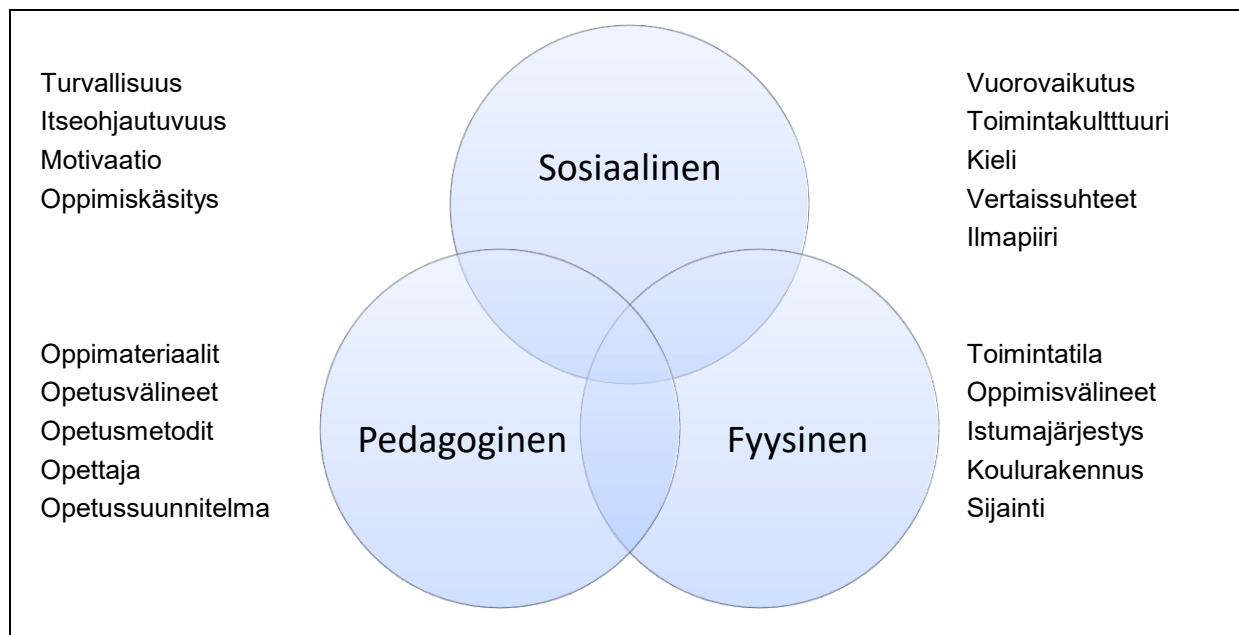 Turvallisuus
Itseohjautuvuus
Motivaatio
Oppimiskäsitys
Sosiaalinen
Vuorovaikutus
Toimintakultttuuri
Kieli
Vertaissuhteet
Ilmapiiri
Oppimateriaalit
Opetusvälineet
Opetusmetodit
Opettaja
Opetussuunnitelma
Pedagoginen
Fyysinen
Toimintatila
Oppimisvälineet
Istumajärjestys
Koulurakennus
Sijainti